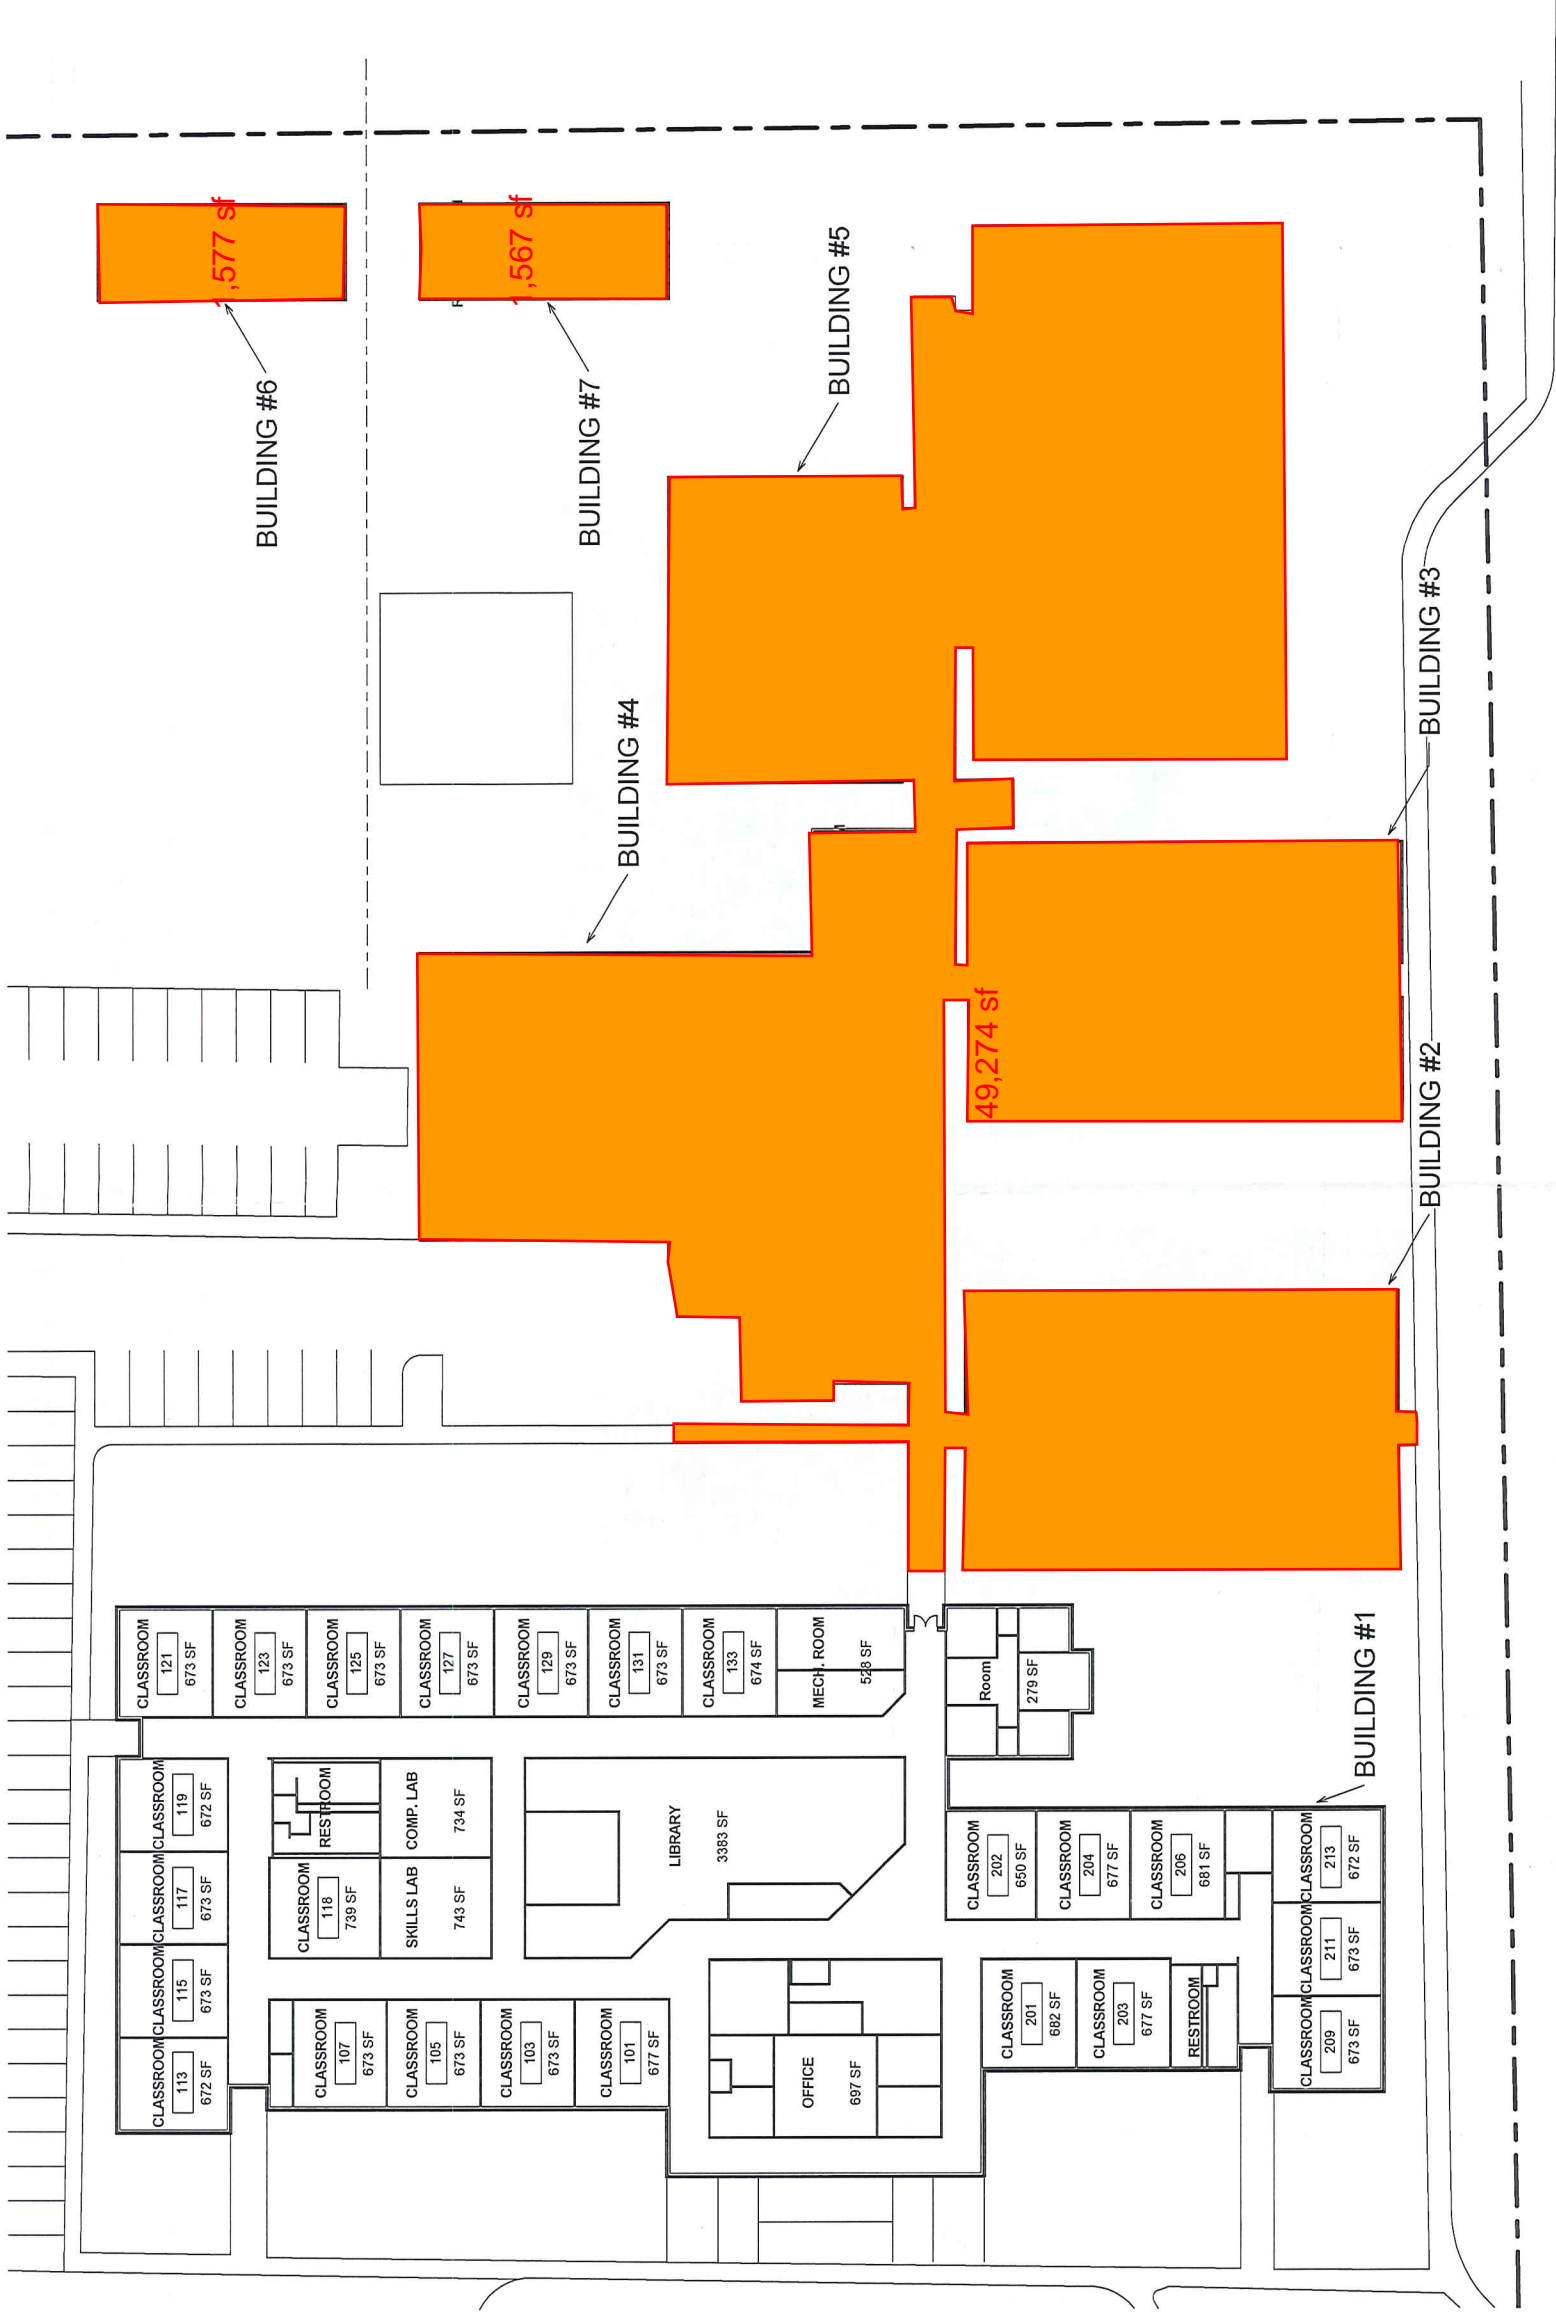 1,577 sf
BUILDING #6
1,567 sf
BUILDING #7
BUILDING #5
BUILDING #4
BUILDING #3
49,274 sf
BUILDING #2
BUILDING #1
CLASSROOM
121
673 SF
CLASSROOM
123
673 SF
CLASSROOM
125
673 SF
CLASSROOM
127
673 SF
CLASSROOM
129
673 SF
CLASSROOM
131
673 SF
CLASSROOM
133
674 SF
MECH. ROOM
528 SF
Room
279 SF
CLASSROOM
119
672 SF
CLASSROOM
117
673 SF
CLASSROOM
115
673 SF
CLASSROOM
113
672 SF
RESTROOM
COMP. LAB
734 SF
CLASSROOM
118
739 SF
SKILLS LAB
743 SF
LIBRARY
3383 SF
CLASSROOM
202
650 SF
CLASSROOM
204
677 SF
CLASSROOM
206
681 SF
CLASSROOM
213
672 SF
CLASSROOM
211
673 SF
CLASSROOM
209
673 SF
CLASSROOM
107
673 SF
CLASSROOM
105
673 SF
CLASSROOM
103
673 SF
CLASSROOM
101
677 SF
OFFICE
697 SF
CLASSROOM
201
682 SF
CLASSROOM
203
677 SF
RESTROOM